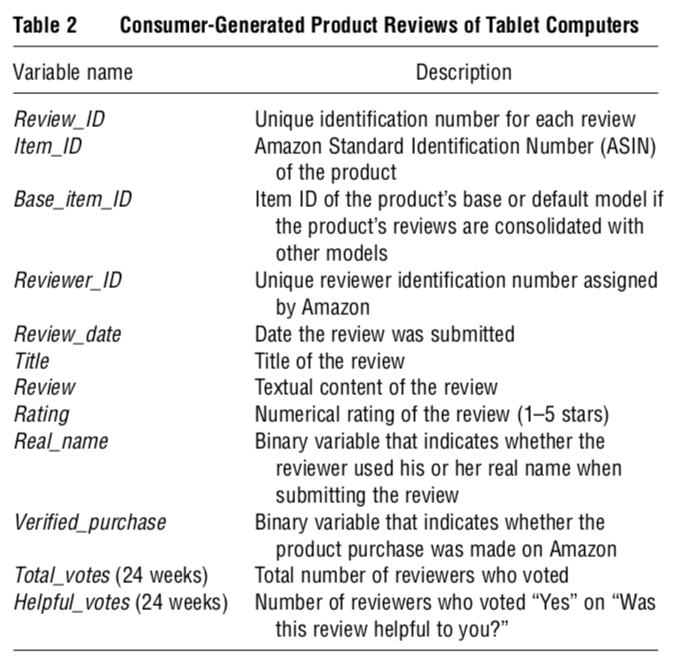 Table 2 Consumer-Generated Product Reviews of Tablet Computers
Variable name Description
Review_ID Unique identification number for each review
Item_ID Amazon Standard Identification Number (ASIN)
of the product
Base_item_ID Item ID of the product's base or default model if
the product's reviews are consolidated with
other models
Reviewer_ID Unique reviewer identification number assigned
by Amazon
Review_date Date the review was submitted
Title Title of the review
Review Textual content of the review
Rating Numerical rating of the review (1–5 stars)
Real_name Binary variable that indicates whether the
reviewer used his or her real name when
submitting the review
Verified_purchase Binary variable that indicates whether the
product purchase was made on Amazon
Total_votes (24 weeks) Total number of reviewers who voted
Helpful_votes (24 weeks) Number of reviewers who voted “Yes” on “Was
this review helpful to you?”